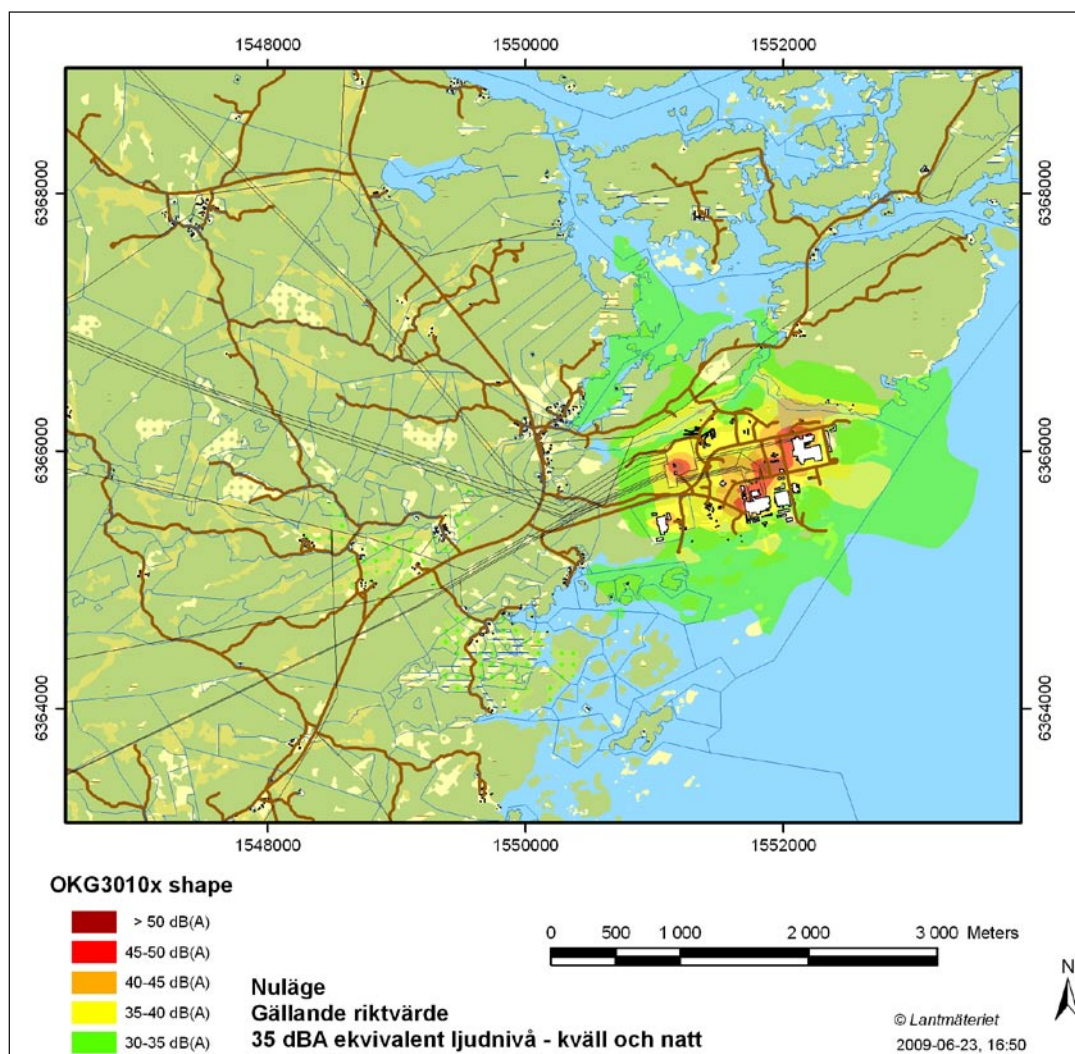 1548000 1550000 1552000
6368000 6368000
6366000 6366000
6364000 6364000
1548000 1550000 1552000
OKG3010x shape
> 50 dB(A)
45-50 dB(A)
40-45 dB(A)
35-40 dB(A)
30-35 dB(A)
0 500 1 000 2 000 3 000 Meters
Nuläge
Gällande riktvärde
35 dBA ekvivalent ljudnivå - kväll och natt
N
© Lantmäteriet
2009-06-23, 16:50